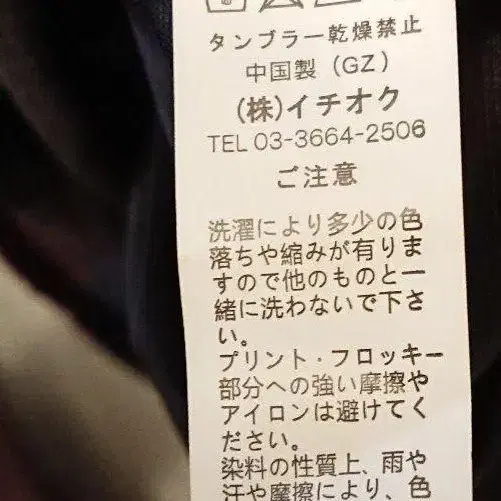 タンブラー乾燥禁止
中国製（GZ）
(株)イチオク
TEL 03-3664-2506
ご注意
洗濯により多少の色
落ちや縮みが有りま
すので他のものと一
緒に洗わないで下さ
い。
プリント・フロッキー
部分への強い摩擦や
アイロンは避けてく
ださい。
染料の性質上、雨や
汗や摩擦により、色